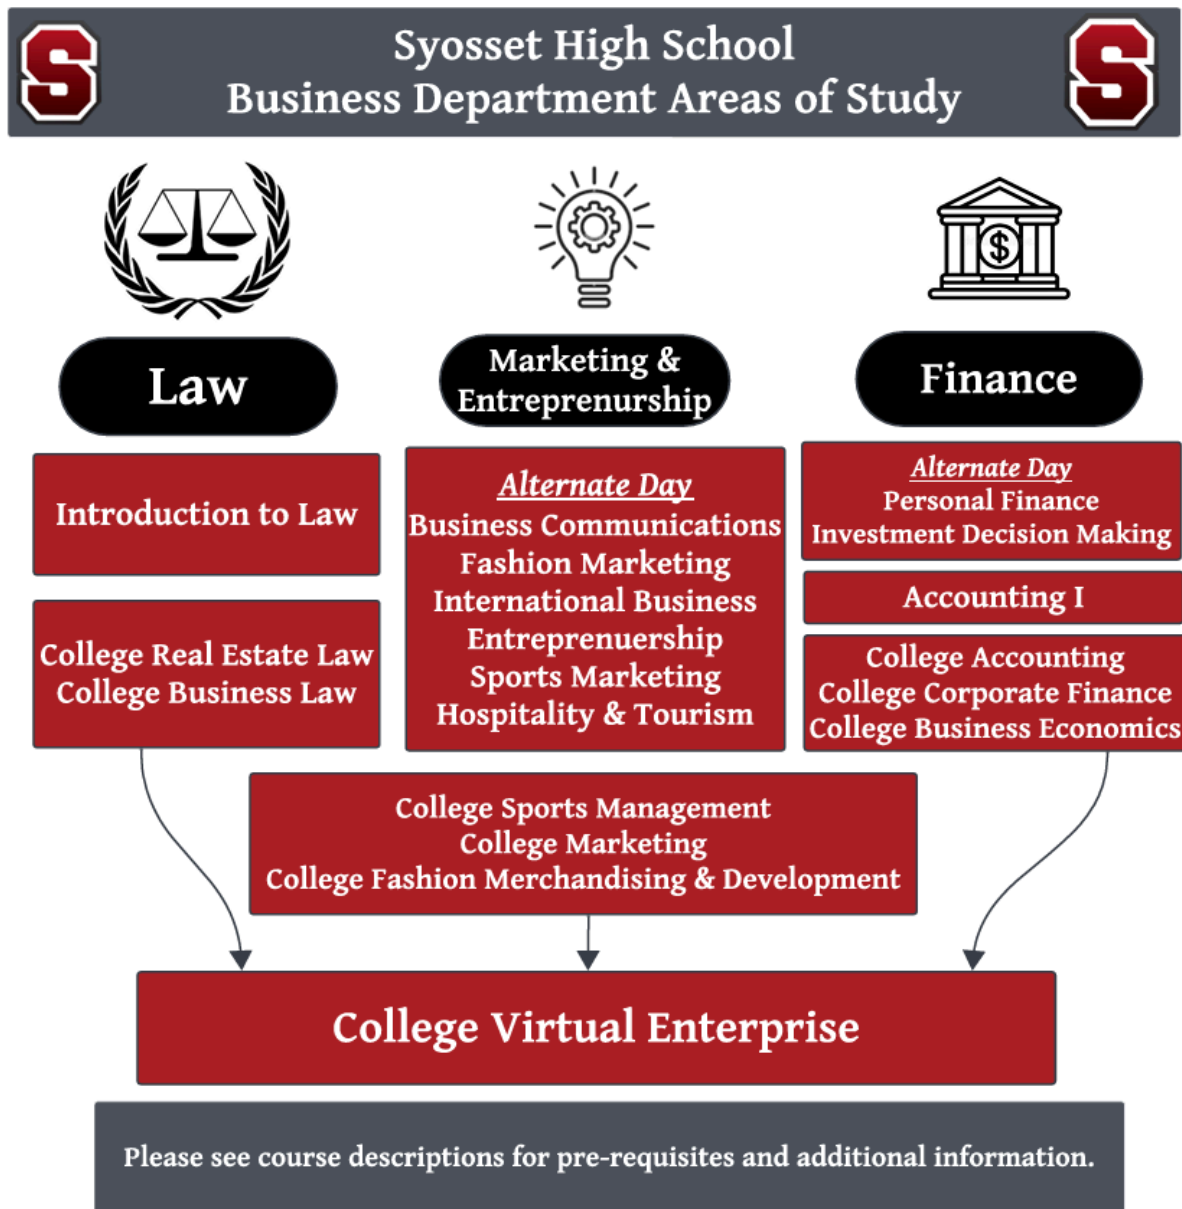 Syosset High School
Business Department Areas of Study
S
S
$
Law
Marketing &
Entreprenurship
Finance
Introduction to Law
College Real Estate Law
College Business Law
Alternate Day
Business Communications
Fashion Marketing
International Business
Entreprenuership
Sports Marketing
Hospitality & Tourism
Alternate Day
Personal Finance
Investment Decision Making
Accounting I
College Accounting
College Corporate Finance
College Business Economics
College Sports Management
College Marketing
College Fashion Merchandising & Development
College Virtual Enterprise
Please see course descriptions for pre-requisites and additional information.